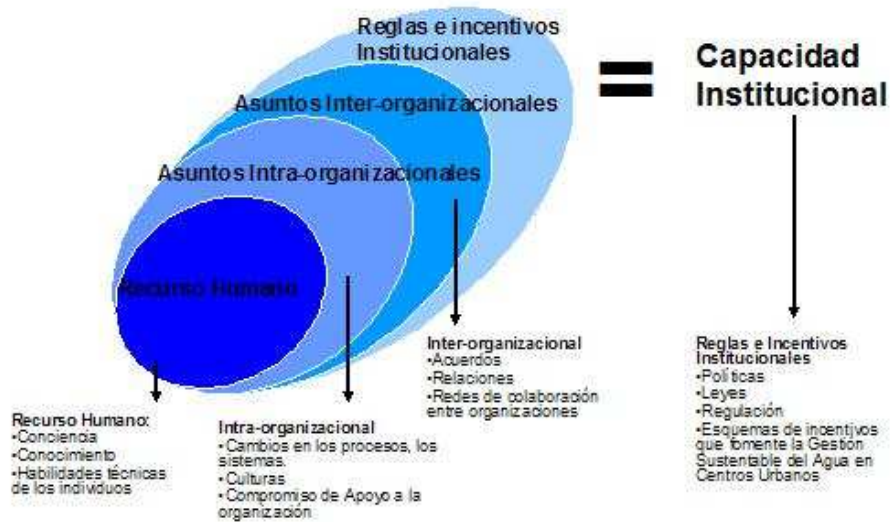 Reglas e incentivos
Institucionales
=
Capacidad
Institucional
Asuntos Inter-organizacionales
Asuntos Intra-organizacionales
Recurso Humano
Recurso Humano:
•Conciencia
•Conocimiento
•Habilidades técnicas
de los individuos
Intra-organizacional
•Cambios en los procesos, los
sistemas.
•Culturas
•Compromiso de Apoyo a la
organización
Inter-organizacional
•Acuerdos
•Relaciones
•Redes de colaboración
entre organizaciones
Reglas e Incentivos
Institucionales
•Políticas
•Leyes
•Regulación
•Esquemas de incentivos
que fomente la Gestión
Sustentable del Agua en
Centros Urbanos